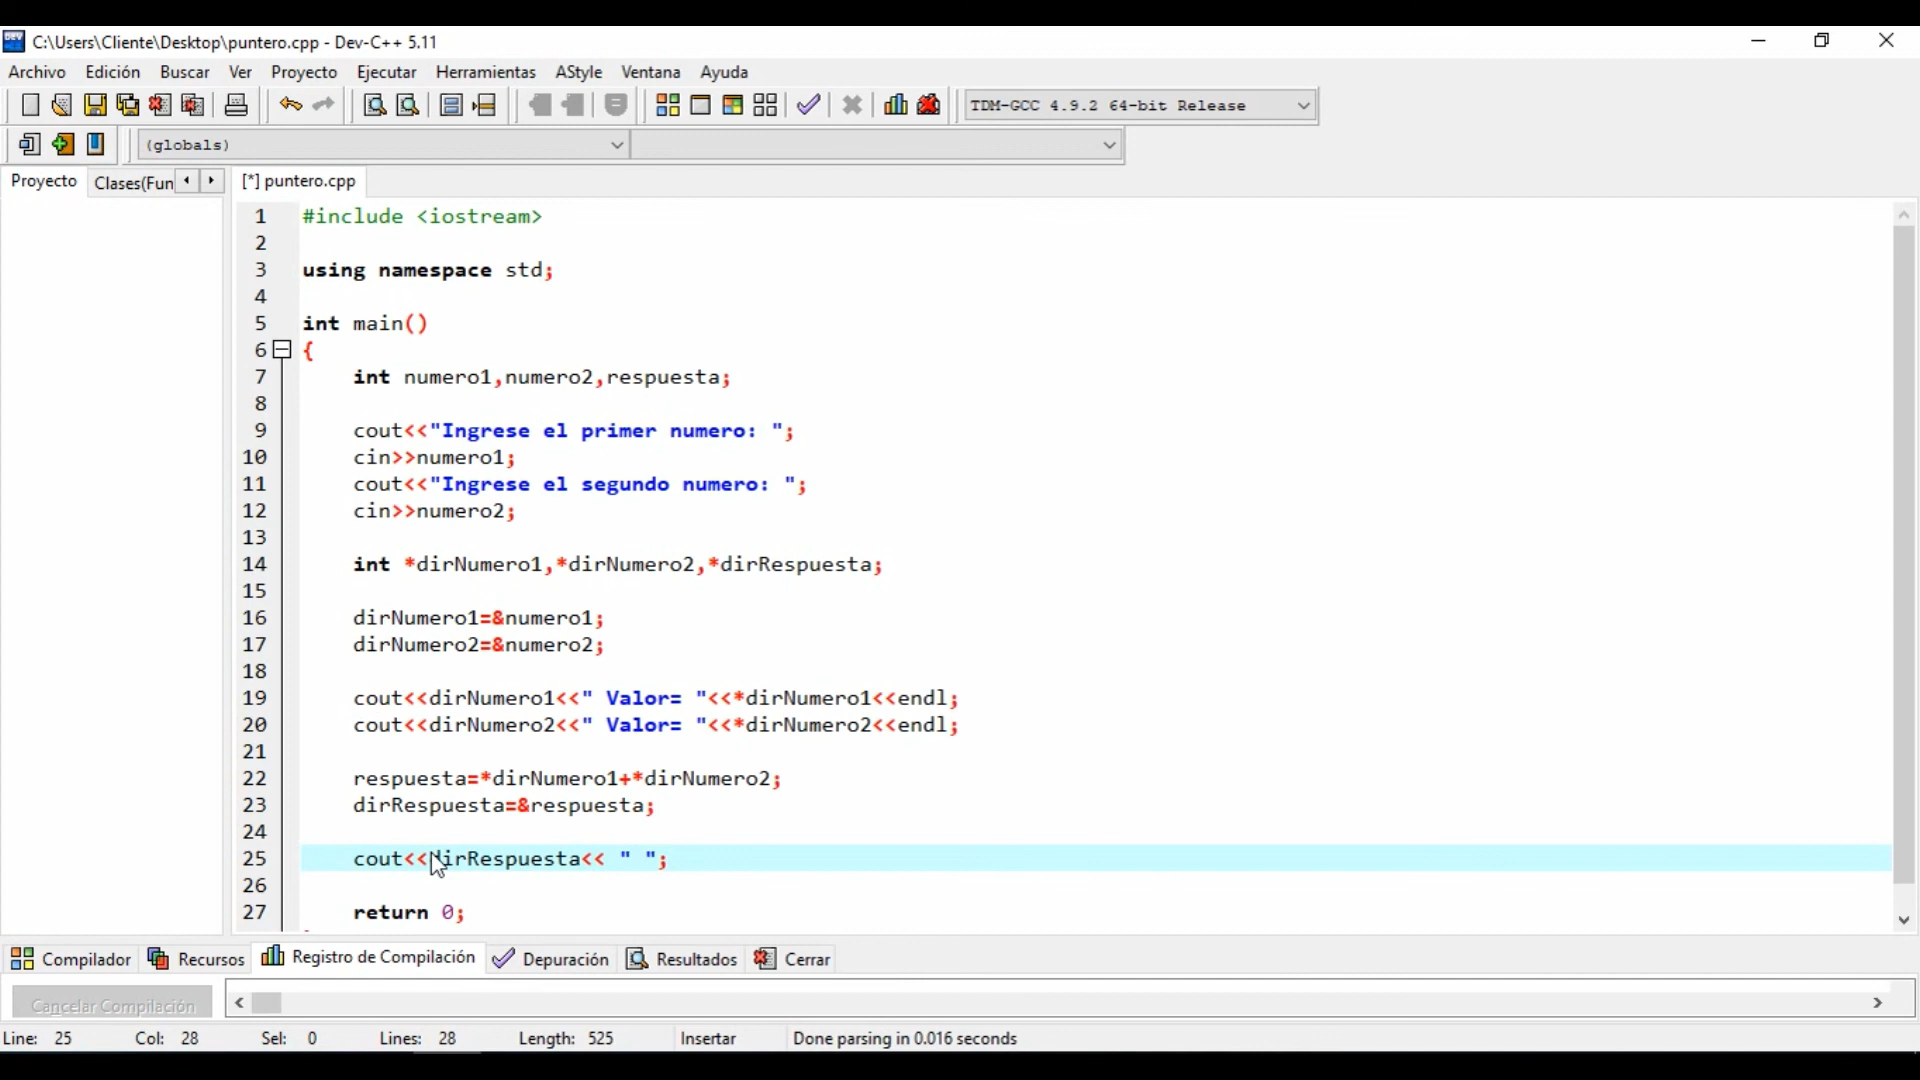 C:\Users\Cliente\Desktop\puntero.cpp - Dev-C++ 5.11
Archivo Edición Buscar Ver Proyecto Ejecutar Herramientas AStyle Ventana Ayuda
TDM-GCC 4.9.2 64-bit Release
(globals)
Proyecto Clases(Fun [*] puntero.cpp
1 #include <iostream>
2
3 using namespace std;
4
5 int main()
6 {
7 int numero1,numero2,respuesta;
8
9 cout<<"Ingrese el primer numero: ";
10 cin>>numero1;
11 cout<<"Ingrese el segundo numero: ";
12 cin>>numero2;
13
14 int *dirNumero1,*dirNumero2,*dirRespuesta;
15
16 dirNumero1=&numero1;
17 dirNumero2=&numero2;
18
19 cout<<dirNumero1<<" Valor= "<<*dirNumero1<<endl;
20 cout<<dirNumero2<<" Valor= "<<*dirNumero2<<endl;
21
22 respuesta=*dirNumero1+*dirNumero2;
23 dirRespuesta=&respuesta;
24
25 cout<<dirRespuesta<< " ";
26
27 return 0;
Compilador Recursos Registro de Compilación Depuración Resultados Cerrar
Cancelar Compilación
Line: 25 Col: 28 Sel: 0 Lines: 28 Length: 525 Insertar Done parsing in 0.016 seconds